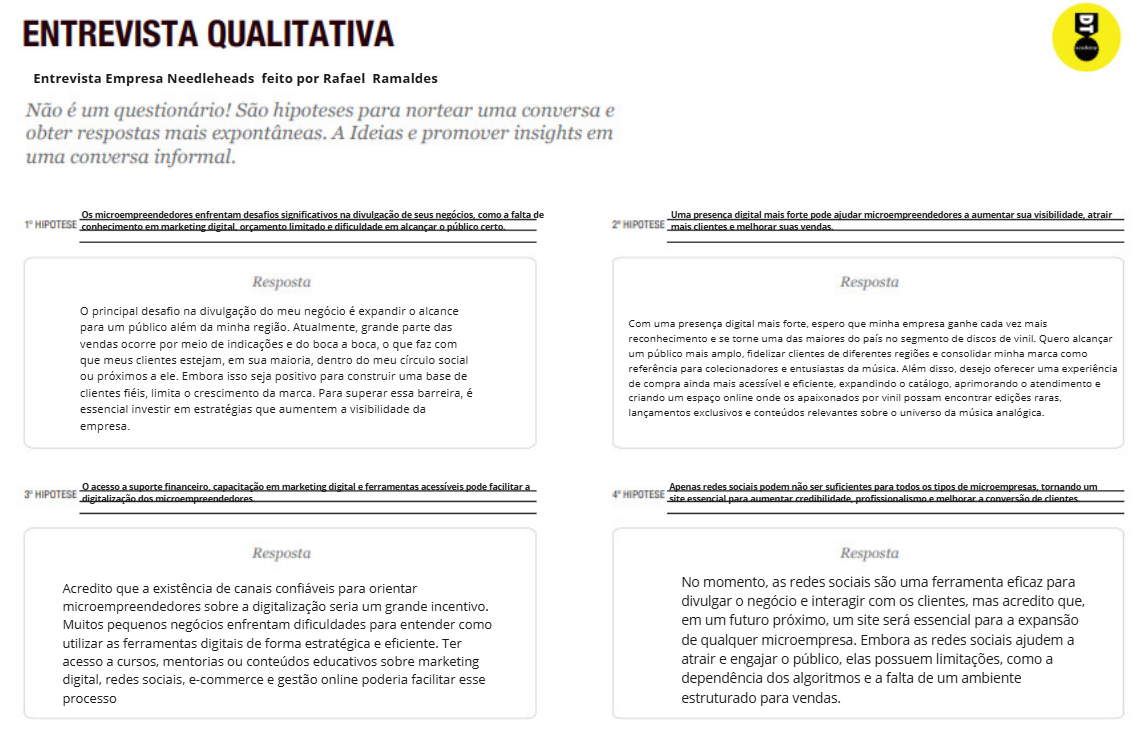 ENTREVISTA QUALITATIVA
DT
academy
Entrevista Empresa Needleheads feito por Rafael Ramaldes
Não é um questionário! São hipoteses para nortear uma conversa e
obter respostas mais expontâneas. A Ideias e promover insights em
uma conversa informal.
1º HIPOTESE Os microempreendedores enfrentam desafios significativos na divulgação de seus negócios, como a falta de
conhecimento em marketing digital, orçamento limitado e dificuldade em alcançar o público certo.
Resposta
O principal desafio na divulgação do meu negócio é expandir o alcance
para um público além da minha região. Atualmente, grande parte das
vendas ocorre por meio de indicações e do boca a boca, o que faz com
que meus clientes estejam, em sua maioria, dentro do meu círculo social
ou próximos a ele. Embora isso seja positivo para construir uma base de
clientes fiéis, limita o crescimento da marca. Para superar essa barreira, é
essencial investir em estratégias que aumentem a visibilidade da
empresa.
2º HIPOTESE Uma presença digital mais forte pode ajudar microempreendedores a aumentar sua visibilidade, atrair
mais clientes e melhorar suas vendas.
Resposta
Com uma presença digital mais forte, espero que minha empresa ganhe cada vez mais
reconhecimento e se torne uma das maiores do país no segmento de discos de vinil. Quero alcançar
um público mais amplo, fidelizar clientes de diferentes regiões e consolidar minha marca como
referência para colecionadores e entusiastas da música. Além disso, desejo oferecer uma experiência
de compra ainda mais acessível e eficiente, expandindo o catálogo, aprimorando o atendimento e
criando um espaço online onde os apaixonados por vinil possam encontrar edições raras,
lançamentos exclusivos e conteúdos relevantes sobre o universo da música analógica.
3º HIPOTESE O acesso a suporte financeiro, capacitação em marketing digital e ferramentas acessíveis pode facilitar a
digitalização dos microempreendedores.
Resposta
Acredito que a existência de canais confiáveis para orientar
microempreendedores sobre a digitalização seria um grande incentivo.
Muitos pequenos negócios enfrentam dificuldades para entender como
utilizar as ferramentas digitais de forma estratégica e eficiente. Ter
acesso a cursos, mentorias ou conteúdos educativos sobre marketing
digital, redes sociais, e-commerce e gestão online poderia facilitar esse
processo
4º HIPOTESE Apenas redes sociais podem não ser suficientes para todos os tipos de microempresas, tornando um
site essencial para aumentar credibilidade, profissionalismo e melhorar a conversão de clientes.
Resposta
No momento, as redes sociais são uma ferramenta eficaz para
divulgar o negócio e interagir com os clientes, mas acredito que,
em um futuro próximo, um site será essencial para a expansão
de qualquer microempresa. Embora as redes sociais ajudem a
atrair e engajar o público, elas possuem limitações, como a
dependência dos algoritmos e a falta de um ambiente
estruturado para vendas.